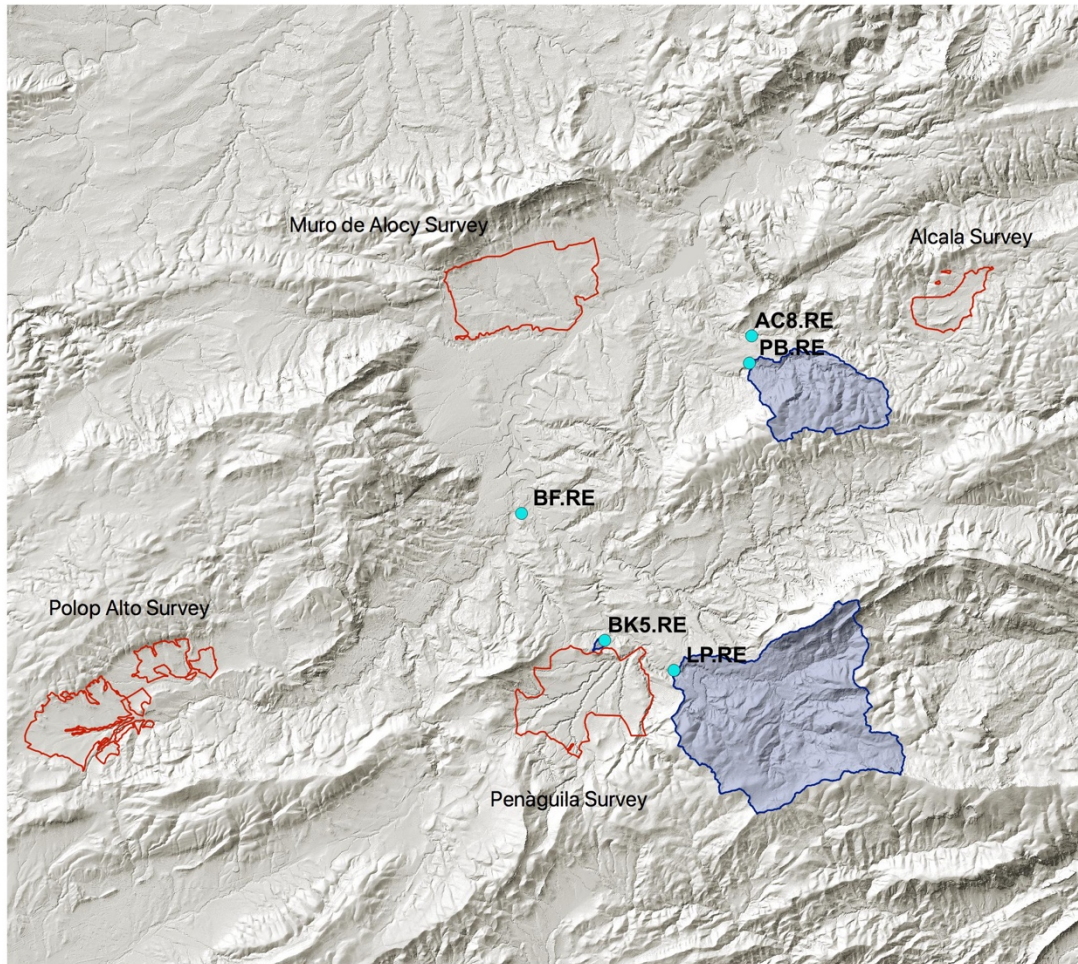 Muro de Alocy Survey
Alcala Survey
AC8.RE
PB.RE
BF.RE
Polop Alto Survey
BK5.RE
LP.RE
Penàguila Survey